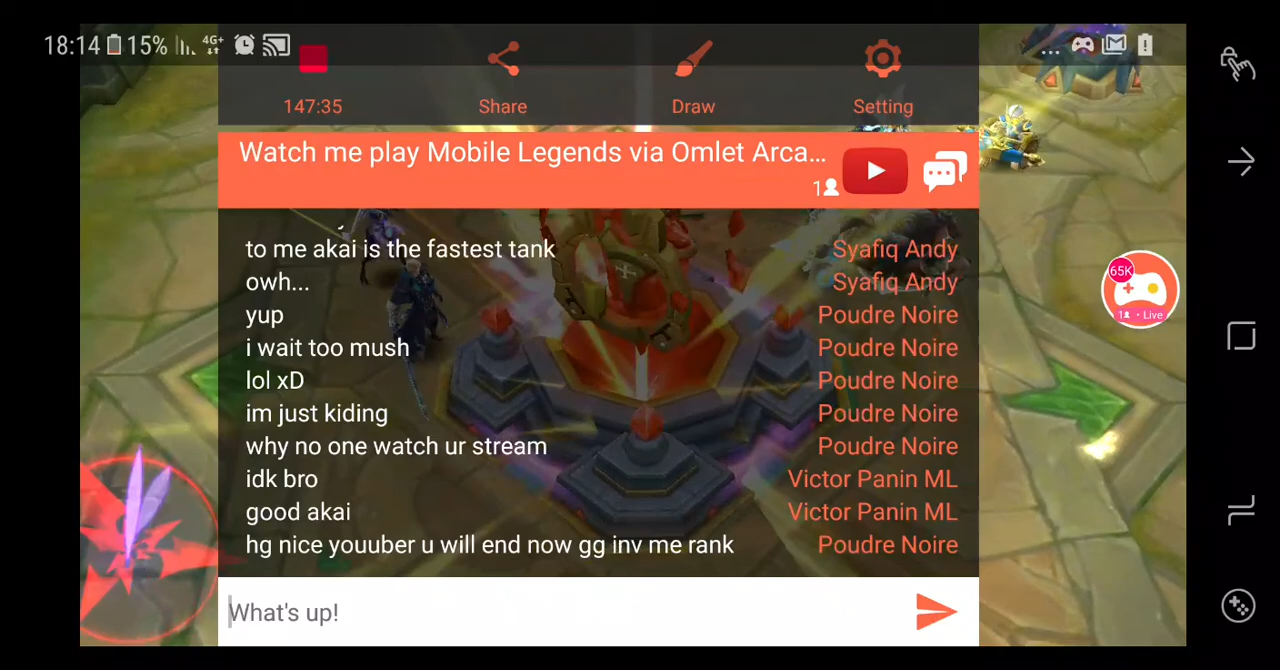 18:14 15% 4G+
...
147:35
Share
Draw
Setting
Watch me play Mobile Legends via Omlet Arca...
1
to me akai is the fastest tank Syafiq Andy
owh... Syafiq Andy
yup Poudre Noire
i wait too mush Poudre Noire
lol xD Poudre Noire
im just kiding Poudre Noire
why no one watch ur stream Poudre Noire
idk bro Victor Panin ML
good akai Victor Panin ML
hg nice youuber u will end now gg inv me rank Poudre Noire
What's up!
65K
1 • Live